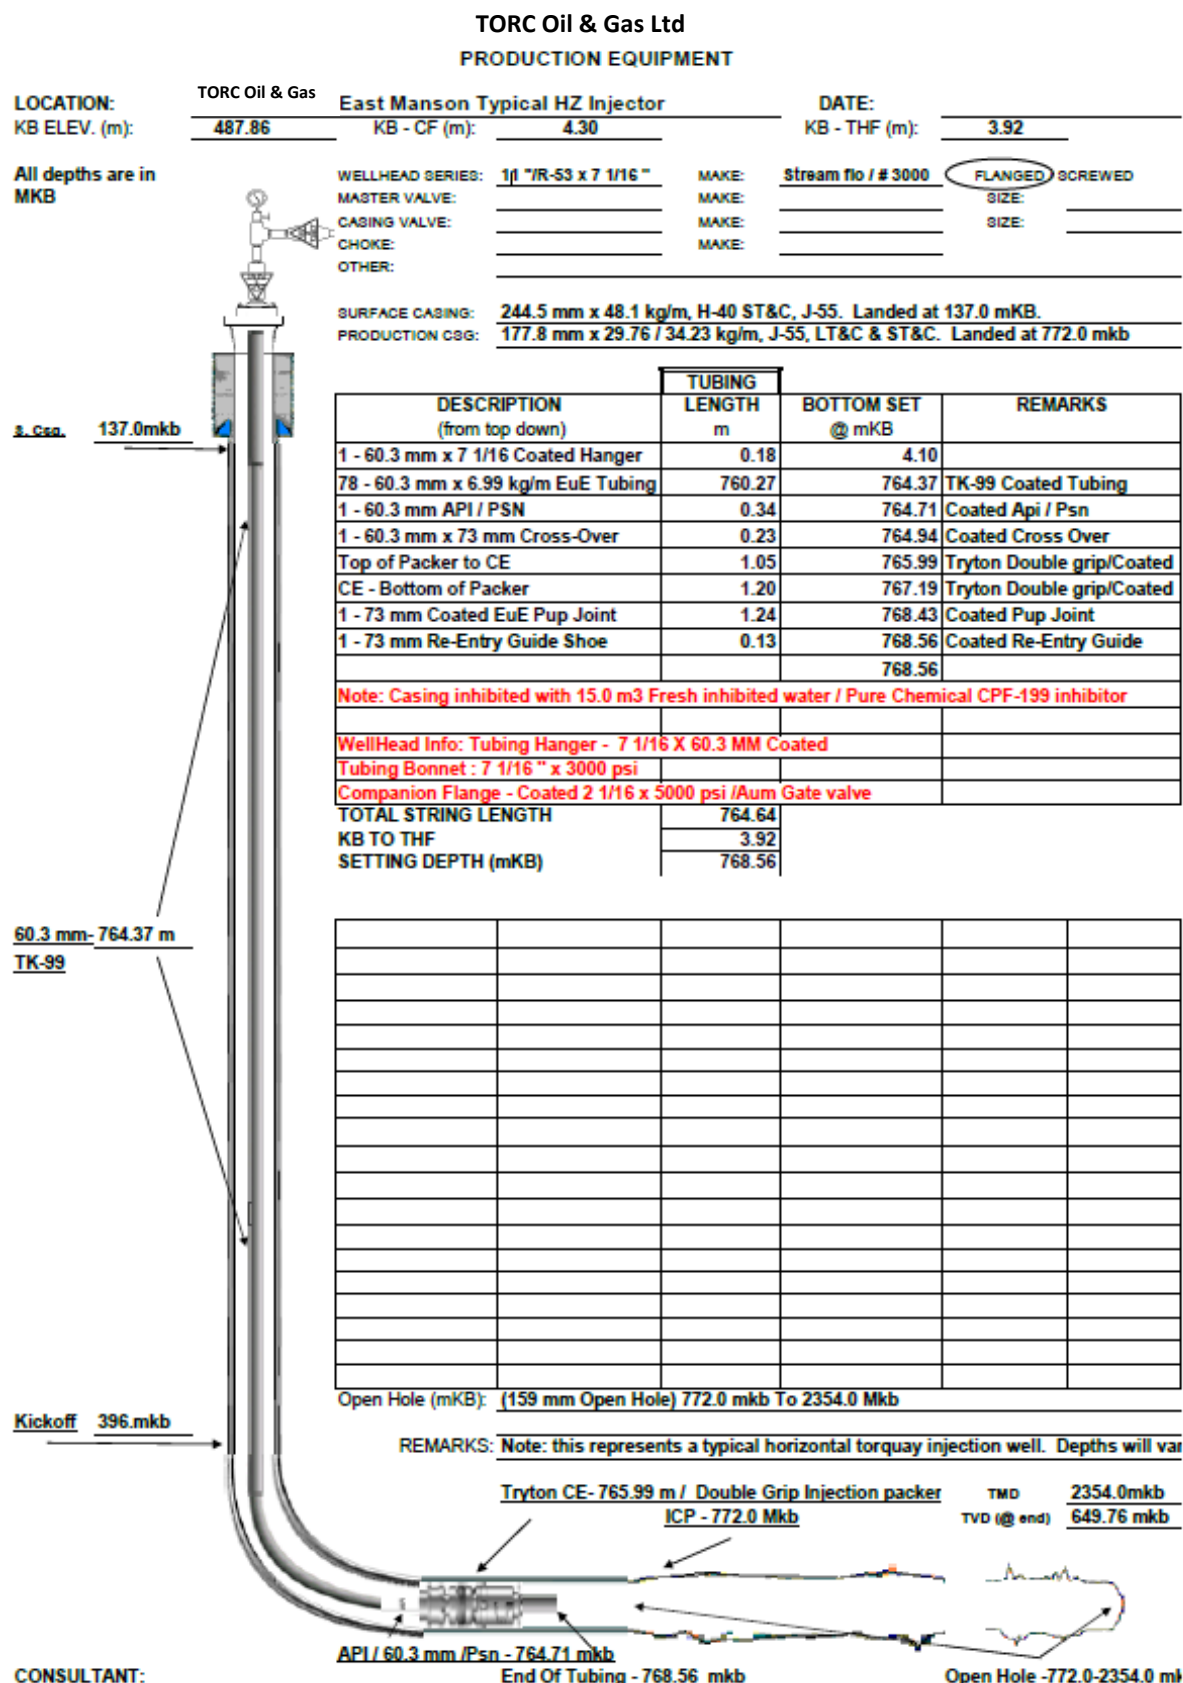 TORC Oil & Gas Ltd
PRODUCTION EQUIPMENT
LOCATION: TORC Oil & Gas East Manson Typical HZ Injector DATE:
KB ELEV. (m): 487.86 KB - CF (m): 4.30 KB - THF (m): 3.92
All depths are in
MKB
WELLHEAD SERIES: "/R-53 x 7 1/16 " MAKE: Stream flo / # 3000 FLANGED SCREWED
MASTER VALVE: MAKE: SIZE:
CASING VALVE: MAKE: SIZE:
CHOKE: MAKE:
OTHER:
SURFACE CASING: 244.5 mm x 48.1 kg/m, H-40 ST&C, J-55. Landed at 137.0 mKB.
PRODUCTION CSG: 177.8 mm x 29.76 / 34.23 kg/m, J-55, LT&C & ST&C. Landed at 772.0 mkb
TUBING
DESCRIPTION LENGTH BOTTOM SET REMARKS
(from top down) m @ mKB
S. Csg. 137.0mkb
1 - 60.3 mm x 7 1/16 Coated Hanger 0.18 4.10
78 - 60.3 mm x 6.99 kg/m EuE Tubing 760.27 764.37 TK-99 Coated Tubing
1 - 60.3 mm API / PSN 0.34 764.71 Coated Api / Psn
1 - 60.3 mm x 73 mm Cross-Over 0.23 764.94 Coated Cross Over
Top of Packer to CE 1.05 765.99 Tryton Double grip/Coated
CE - Bottom of Packer 1.20 767.19 Tryton Double grip/Coated
1 - 73 mm Coated EuE Pup Joint 1.24 768.43 Coated Pup Joint
1 - 73 mm Re-Entry Guide Shoe 0.13 768.56 Coated Re-Entry Guide
768.56
Note: Casing inhibited with 15.0 m3 Fresh inhibited water / Pure Chemical CPF-199 inhibitor
WellHead Info: Tubing Hanger - 7 1/16 X 60.3 MM Coated
Tubing Bonnet : 7 1/16 " x 3000 psi
Companion Flange - Coated 2 1/16 x 5000 psi /Aum Gate valve
TOTAL STRING LENGTH 764.64
KB TO THF 3.92
SETTING DEPTH (mKB) 768.56
60.3 mm- 764.37 m
TK-99
Open Hole (mKB): (159 mm Open Hole) 772.0 mkb To 2354.0 Mkb
Kickoff 396.mkb
REMARKS: Note: this represents a typical horizontal torquay injection well. Depths will var
Tryton CE- 765.99 m / Double Grip Injection packer TMD 2354.0mkb
ICP - 772.0 Mkb TVD (@ end) 649.76 mkb
API / 60.3 mm /Psn - 764.71 mkb
CONSULTANT: End Of Tubing - 768.56 mkb Open Hole -772.0-2354.0 mk